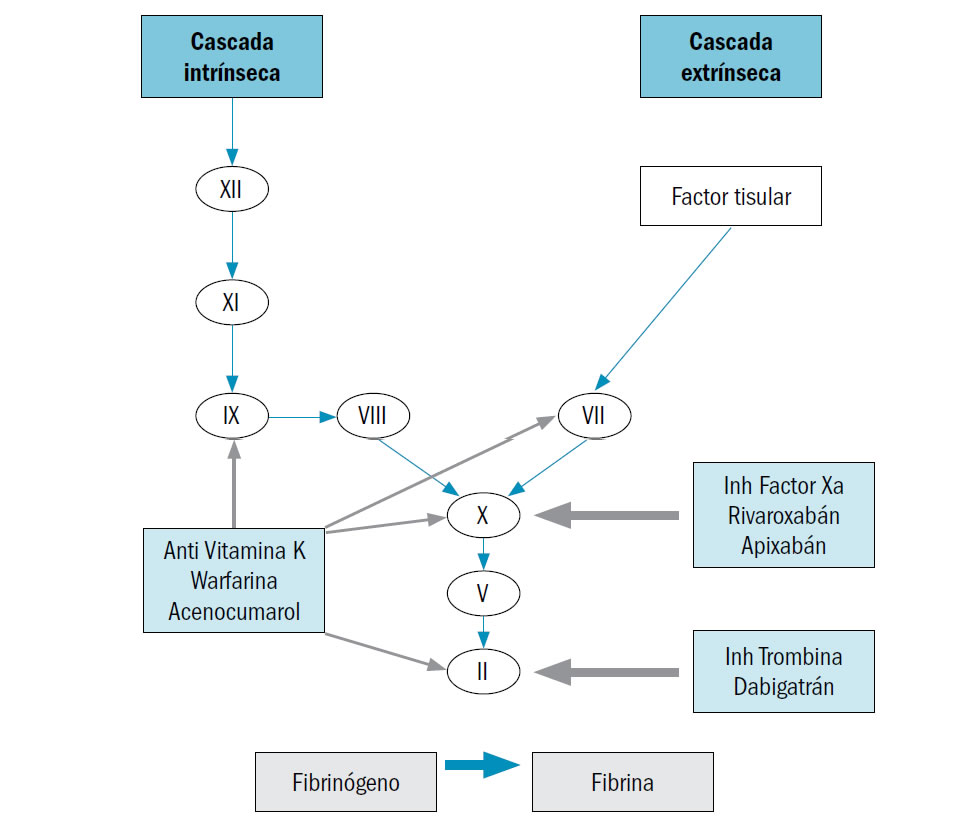 Cascada
intrínseca
Cascada
extrínseca
XII
Factor tisular
XI
IX
VIII
VII
X
Inh Factor Xa
Rivaroxabán
Apixabán
Anti Vitamina K
Warfarina
Acenocumarol
V
II
Inh Trombina
Dabigatrán
Fibrinógeno
Fibrina